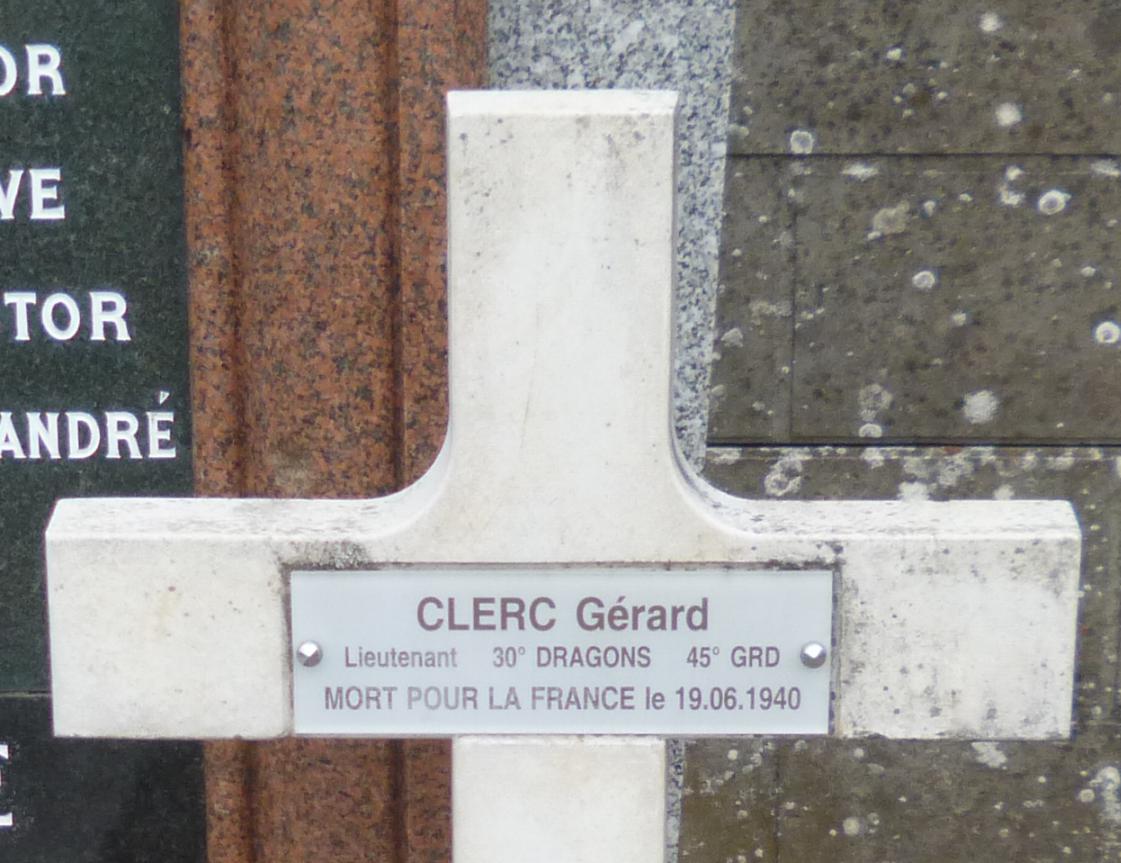 OR
VE
TOR
ANDRÉ
CLERC Gérard
Lieutenant 30° DRAGONS 45° GRD
MORT POUR LA FRANCE le 19.06.1940